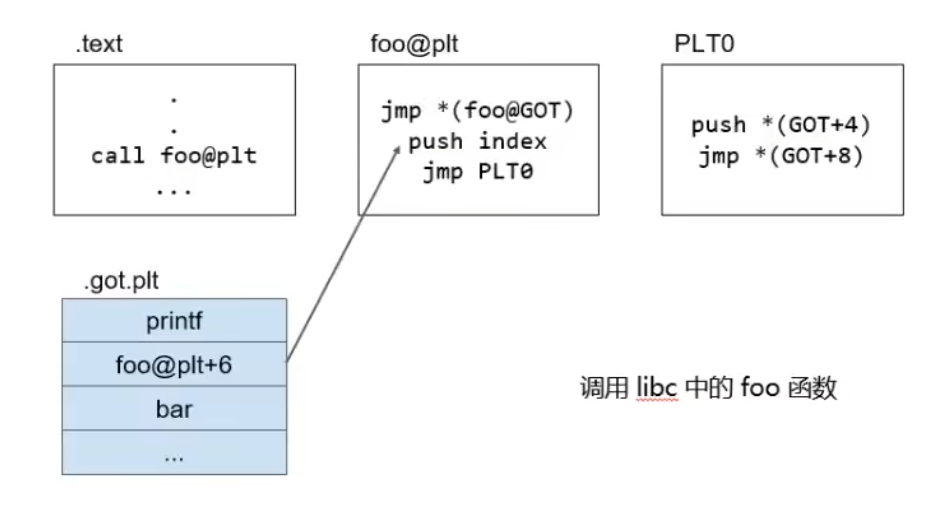 .text
.
.
call foo@plt
...
foo@plt
jmp *(foo@GOT)
push index
jmp PLT0
PLT0
push *(GOT+4)
jmp *(GOT+8)
.got.plt
printf
foo@plt+6
bar
...
调用 libc 中的 foo 函数